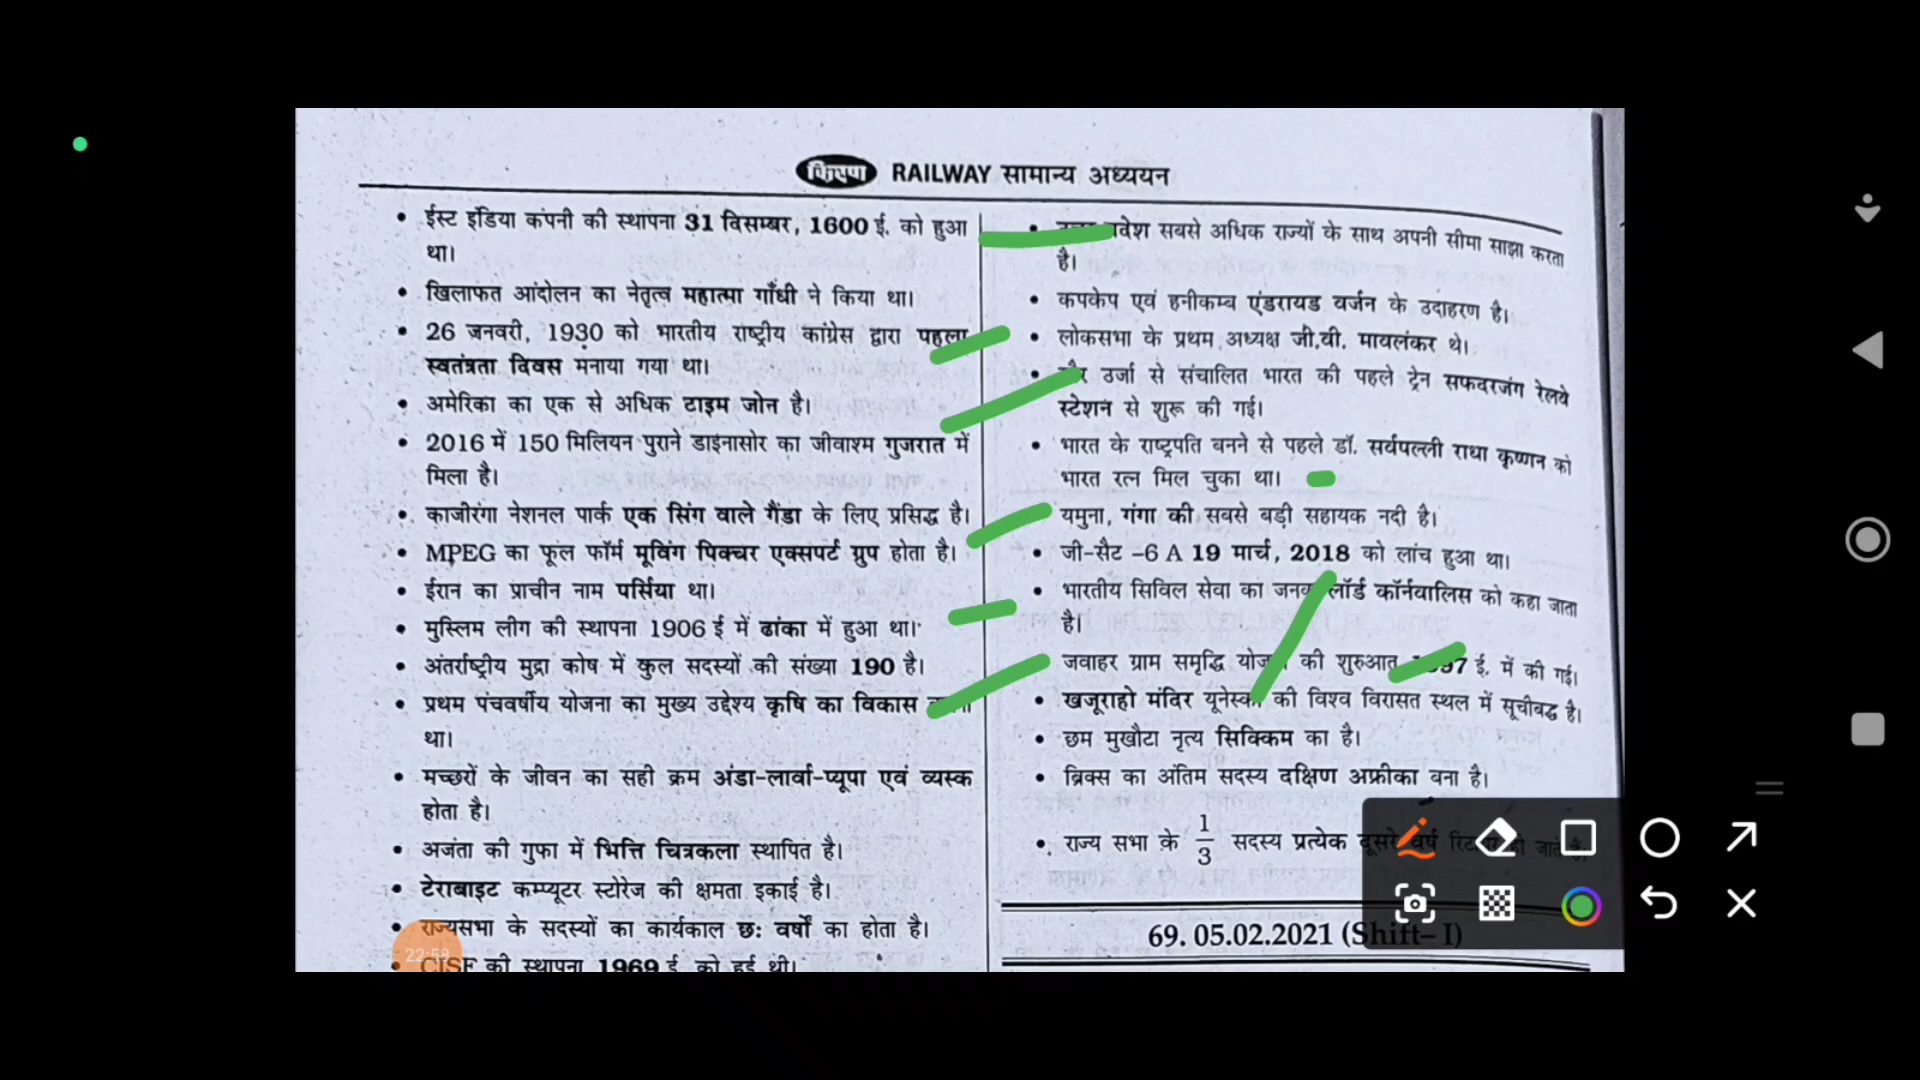 किरण RAILWAY सामान्य अध्ययन
• ईस्ट इंडिया कंपनी की स्थापना 31 दिसम्बर, 1600 ई. को हुआ
था।
• खिलाफत आंदोलन का नेतृत्व महात्मा गाँधी ने किया था।
• 26 जनवरी, 1930 को भारतीय राष्ट्रीय कांग्रेस द्वारा पहला
स्वतंत्रता दिवस मनाया गया था।
• अमेरिका का एक से अधिक टाइम जोन है।
• 2016 में 150 मिलियन पुराने डाइनासोर का जीवाश्म गुजरात में
मिला है।
• काजीरंगा नेशनल पार्क एक सिंग वाले गैंडा के लिए प्रसिद्ध है।
• MPEG का फूल फॉर्म मूविंग पिक्चर एक्सपर्ट ग्रुप होता है।
• ईरान का प्राचीन नाम पर्सिया था।
• मुस्लिम लीग की स्थापना 1906 ई में ढांका में हुआ था।
• अंतर्राष्ट्रीय मुद्रा कोष में कुल सदस्यों की संख्या 190 है।
• प्रथम पंचवर्षीय योजना का मुख्य उद्देश्य कृषि का विकास
था।
• मच्छरों के जीवन का सही क्रम अंडा-लार्वा-प्यूपा एवं व्यस्क
होता है।
• अजंता की गुफा में भित्ति चित्रकला स्थापित है।
• टेराबाइट कम्प्यूटर स्टोरेज की क्षमता इकाई है।
• राज्यसभा के सदस्यों का कार्यकाल छः वर्षों का होता है।
• CISF की स्थापना 1969 ई. को हुई थी।
22:58
• प्रदेश सबसे अधिक राज्यों के साथ अपनी सीमा साझा करता
है।
• कपकेप एवं हनीकम्ब एंडरायड वर्जन के उदाहरण है।
• लोकसभा के प्रथम अध्यक्ष जी.वी. मावलंकर थे।
• उर्जा से संचालित भारत की पहले ट्रेन सफदरजंग रेलवे
स्टेशन से शुरू की गई।
• भारत के राष्ट्रपति बनने से पहले डॉ. सर्वपल्ली राधा कृष्णन को
भारत रत्न मिल चुका था।
यमुना, गंगा की सबसे बड़ी सहायक नदी है।
• जी-सैट -6 A 19 मार्च, 2018 को लांच हुआ था।
• भारतीय सिविल सेवा का जनक लॉर्ड कॉर्नवालिस को कहा जाता
है।
जवाहर ग्राम समृद्धि योजना की शुरुआत ई. में की गई।
• खजूराहो मंदिर यूनेस्को की विश्व विरासत स्थल में सूचीबद्ध है।
• छम मुखौटा नृत्य सिक्किम का है।
• ब्रिक्स का अंतिम सदस्य दक्षिण अफ्रीका बना है।
• राज्य सभा के 1/3 सदस्य प्रत्येक दूसरे वर्ष
69. 05.02.2021 (Shift– I)